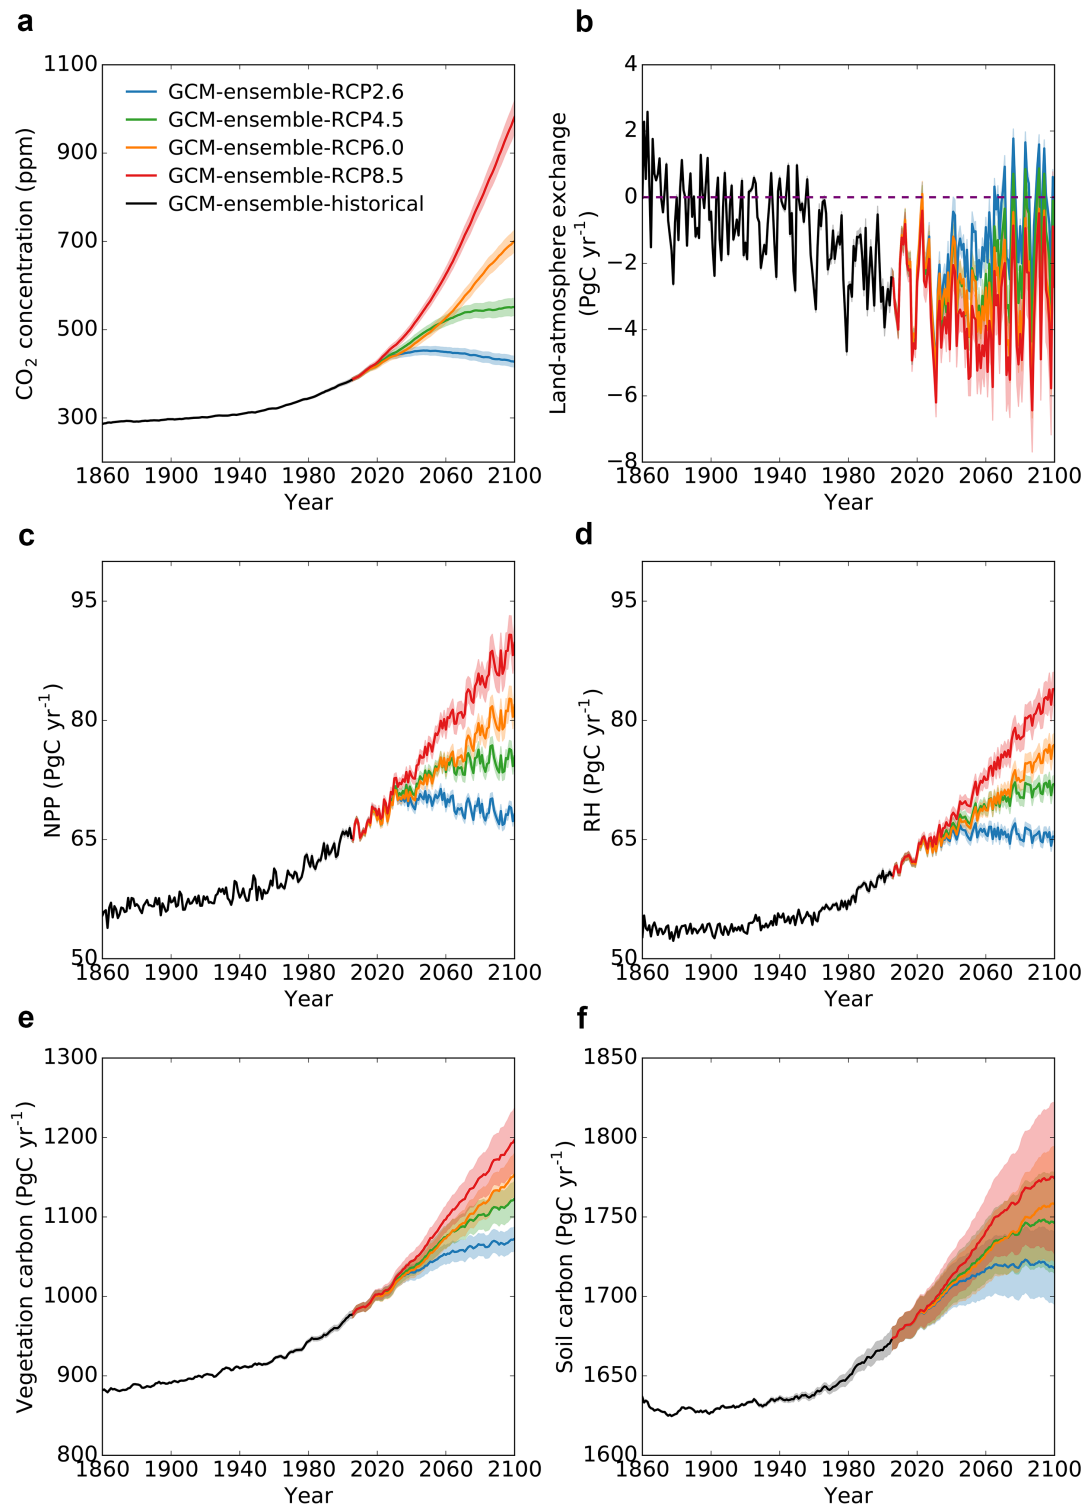 a
1100
900
700
500
300
CO2 concentration (ppm)
GCM-ensemble-RCP2.6
GCM-ensemble-RCP4.5
GCM-ensemble-RCP6.0
GCM-ensemble-RCP8.5
GCM-ensemble-historical
1860 1900 1940 1980 2020 2060 2100
Year
b
4
2
0
−2
−4
−6
−8
Land-atmosphere exchange
(PgC yr-1)
1860 1900 1940 1980 2020 2060 2100
Year
c
95
80
65
50
NPP (PgC yr-1)
1860 1900 1940 1980 2020 2060 2100
Year
d
95
80
65
50
RH (PgC yr-1)
1860 1900 1940 1980 2020 2060 2100
Year
e
1300
1200
1100
1000
900
800
Vegetation carbon (PgC yr-1)
1860 1900 1940 1980 2020 2060 2100
Year
f
1850
1800
1750
1700
1650
1600
Soil carbon (PgC yr-1)
1860 1900 1940 1980 2020 2060 2100
Year